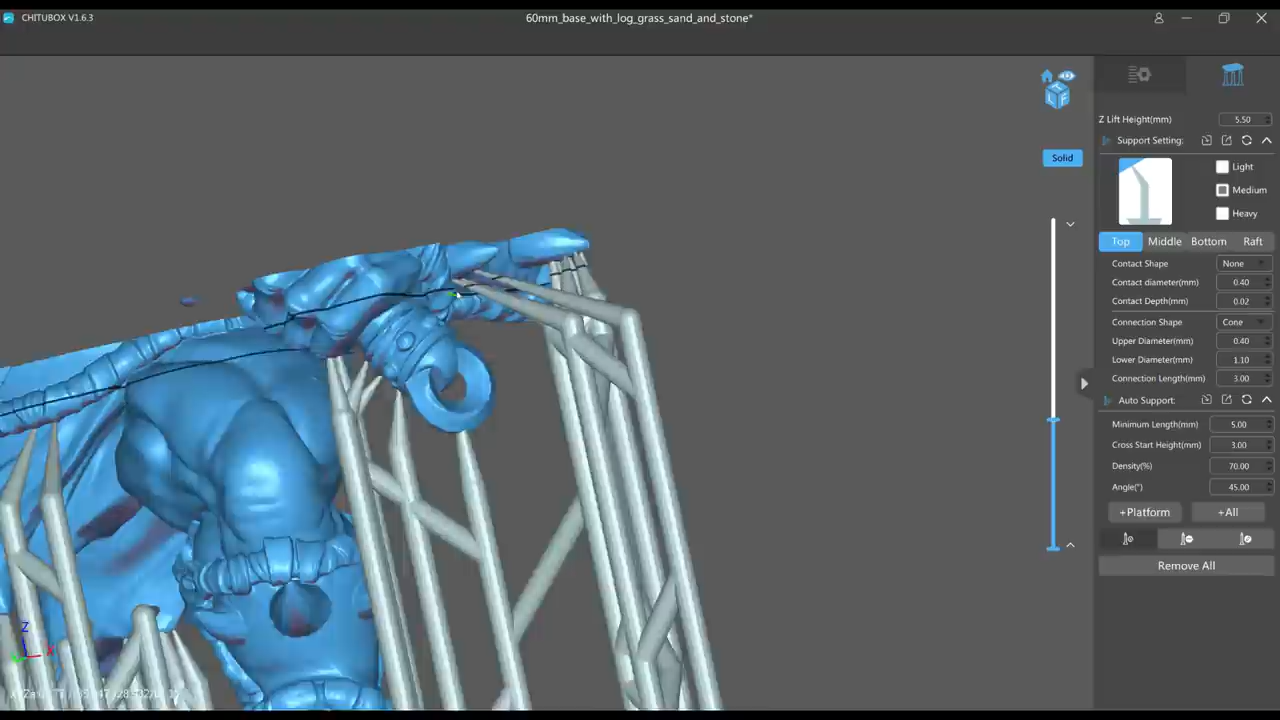 CHITUBOX V1.6.3
60mm_base_with_log_grass_sand_and_stone*
Z Lift Height(mm) 5.50
Support Setting:
Solid
Light
Medium
Heavy
Top Middle Bottom Raft
Contact Shape None
Contact diameter(mm) 0.40
Contact Depth(mm) 0.02
Connection Shape Cone
Upper Diameter(mm) 0.40
Lower Diameter(mm) 1.10
Connection Length(mm) 3.00
Auto Support:
Minimum Length(mm) 5.00
Cross Start Height(mm) 3.00
Density(%) 70.00
Angle(°) 45.00
+Platform +All
Remove All
Z
X